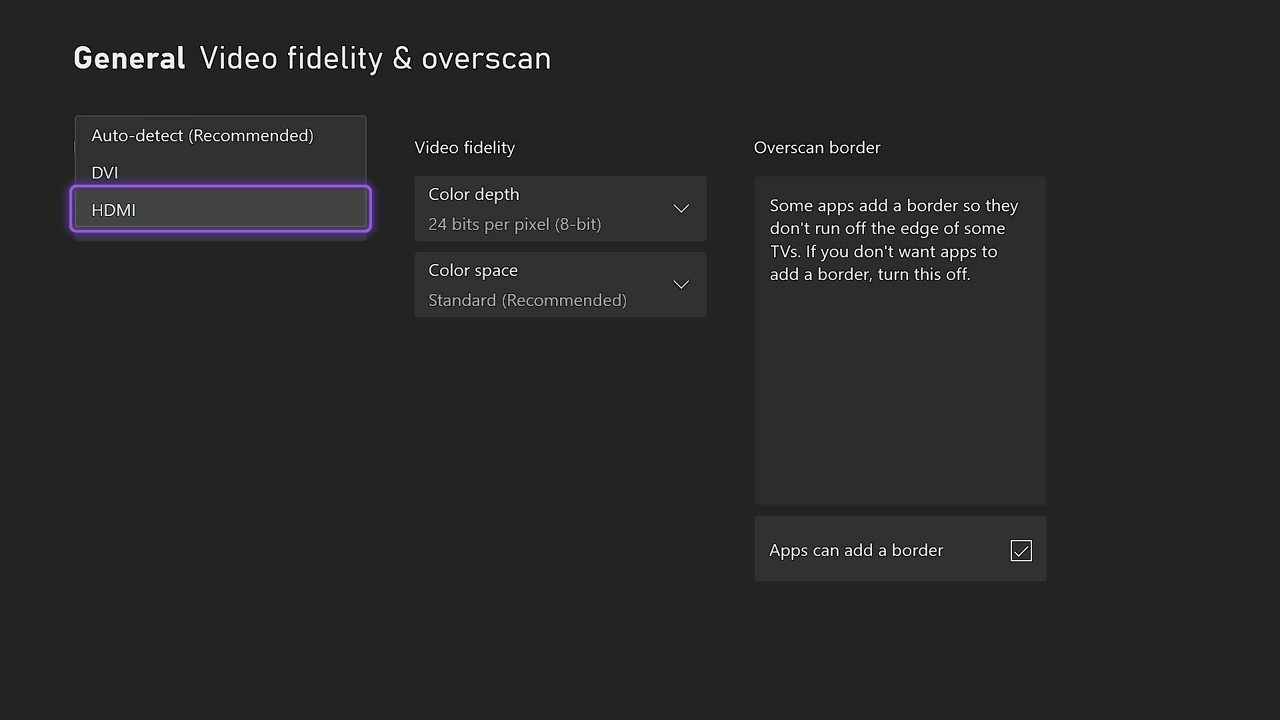 General Video fidelity & overscan
Auto-detect (Recommended)
DVI
HDMI
Video fidelity
Color depth
24 bits per pixel (8-bit)
Color space
Standard (Recommended)
Overscan border
Some apps add a border so they
don't run off the edge of some
TVs. If you don't want apps to
add a border, turn this off.
Apps can add a border